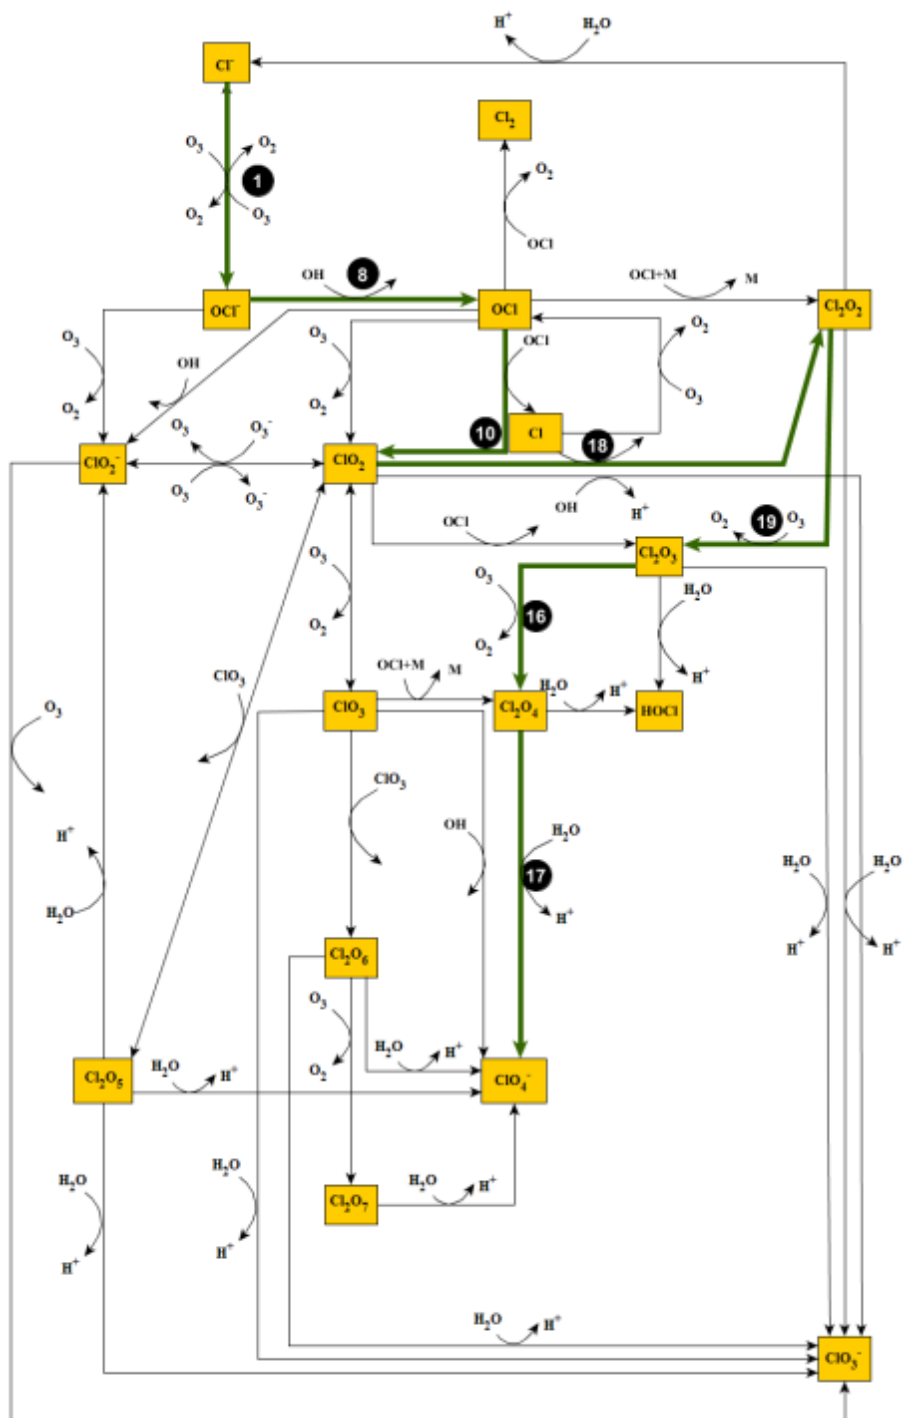 H⁺ H₂O
Cl⁻
Cl₂
O₃ O₂
1
O₂ O₃
O₂
OCl
OH 8
OCl+M M
OCl⁻
OCl
Cl₂O₂
O₃
OH
O₂
O₃
O₂
OCl
O₂
O₃
Cl
10
18
ClO₂⁻
O₃ O₃⁻
O₃ O₃⁻
ClO₂
OH H⁺
OCl
O₂ 19 O₃
Cl₂O₃
O₃
O₂
O₃
16
O₂
H₂O
H⁺
ClO₃
OCl+M M
ClO₃
Cl₂O₄
H₂O H⁺
HOCl
O₃
H⁺
H₂O
ClO₃
OH
H₂O
17
H⁺
H₂O
H⁺
H₂O
H⁺
Cl₂O₆
O₃
O₂
H₂O H⁺
Cl₂O₅
H₂O H⁺
ClO₄⁻
H₂O
H⁺
H₂O
H⁺
Cl₂O₇
H₂O H⁺
H₂O H⁺
ClO₃⁻